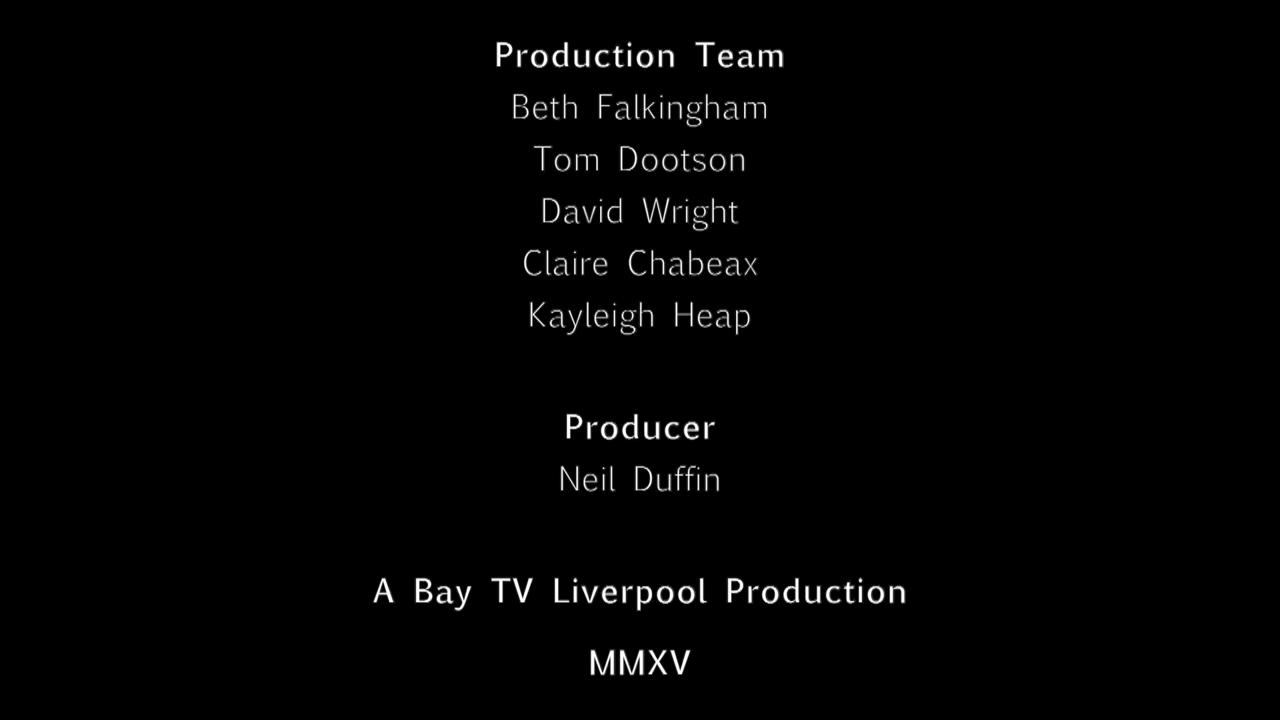 Production Team
Beth Falkingham
Tom Dootson
David Wright
Claire Chabeax
Kayleigh Heap
Producer
Neil Duffin
A Bay TV Liverpool Production
MMXV